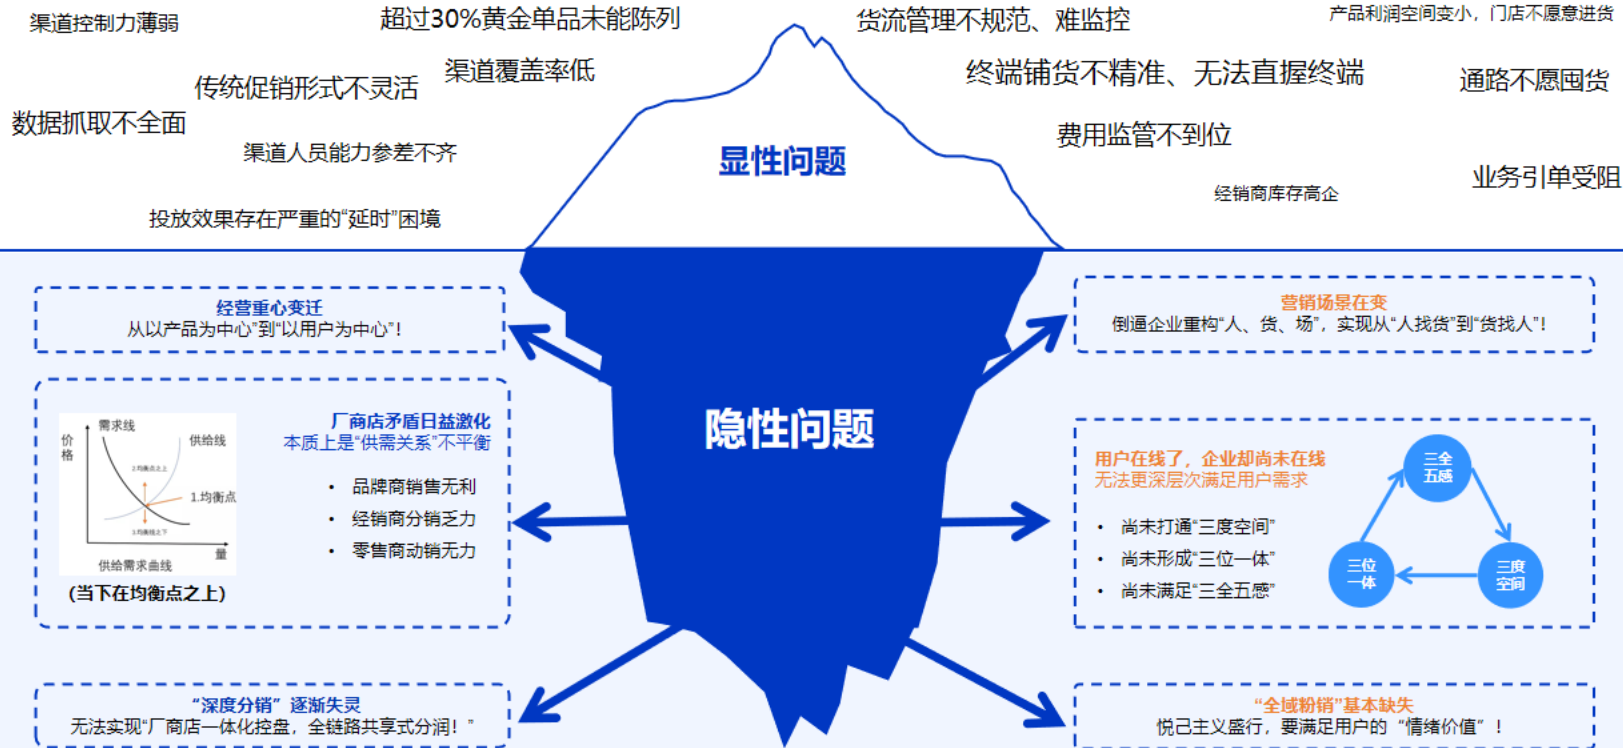 渠道控制力薄弱
超过30%黄金单品未能陈列
货流管理不规范、难监控
产品利润空间变小，门店不愿意进货
传统促销形式不灵活
渠道覆盖率低
终端铺货不精准、无法直握终端
通路不愿囤货
数据抓取不全面
渠道人员能力参差不齐
费用监管不到位
显性问题
业务引单受阻
经销商库存高企
投放效果存在严重的“延时”困境
经营重心变迁
从以产品为中心”到“以用户为中心”！
营销场景在变
倒逼企业重构“人、货、场”，实现从“人找货”到“货找人”！
隐性问题
厂商店矛盾日益激化
本质上是“供需关系”不平衡
• 品牌商销售无利
• 经销商分销乏力
• 零售商动销无力
价格
需求线
供给线
2.均衡点之上
1.均衡点
3.均衡线之下
量
供给需求曲线
(当下在均衡点之上)
用户在线了，企业却尚未在线
无法更深层次满足用户需求
• 尚未打通“三度空间”
• 尚未形成“三位一体”
• 尚未满足“三全五感”
三全
五感
三位
一体
三度
空间
“深度分销”逐渐失灵
无法实现“厂商店一体化控盘，全链路共享式分润！”
“全域粉销”基本缺失
悦己主义盛行，要满足用户的“情绪价值”！